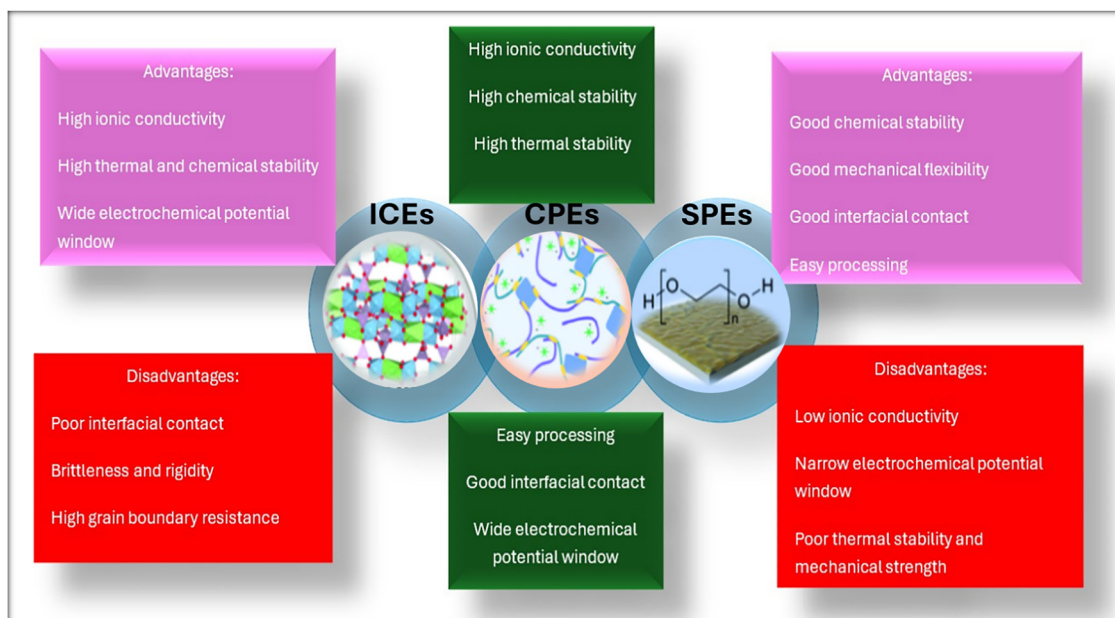 Advantages:
High ionic conductivity
High thermal and chemical stability
Wide electrochemical potential
window
High ionic conductivity
High chemical stability
High thermal stability
Advantages:
Good chemical stability
Good mechanical flexibility
Good interfacial contact
Easy processing
ICEs
CPEs
SPEs
H
O
O
H
n
Disadvantages:
Poor interfacial contact
Brittleness and rigidity
High grain boundary resistance
Easy processing
Good interfacial contact
Wide electrochemical
potential window
Disadvantages:
Low ionic conductivity
Narrow electrochemical potential
window
Poor thermal stability and
mechanical strength